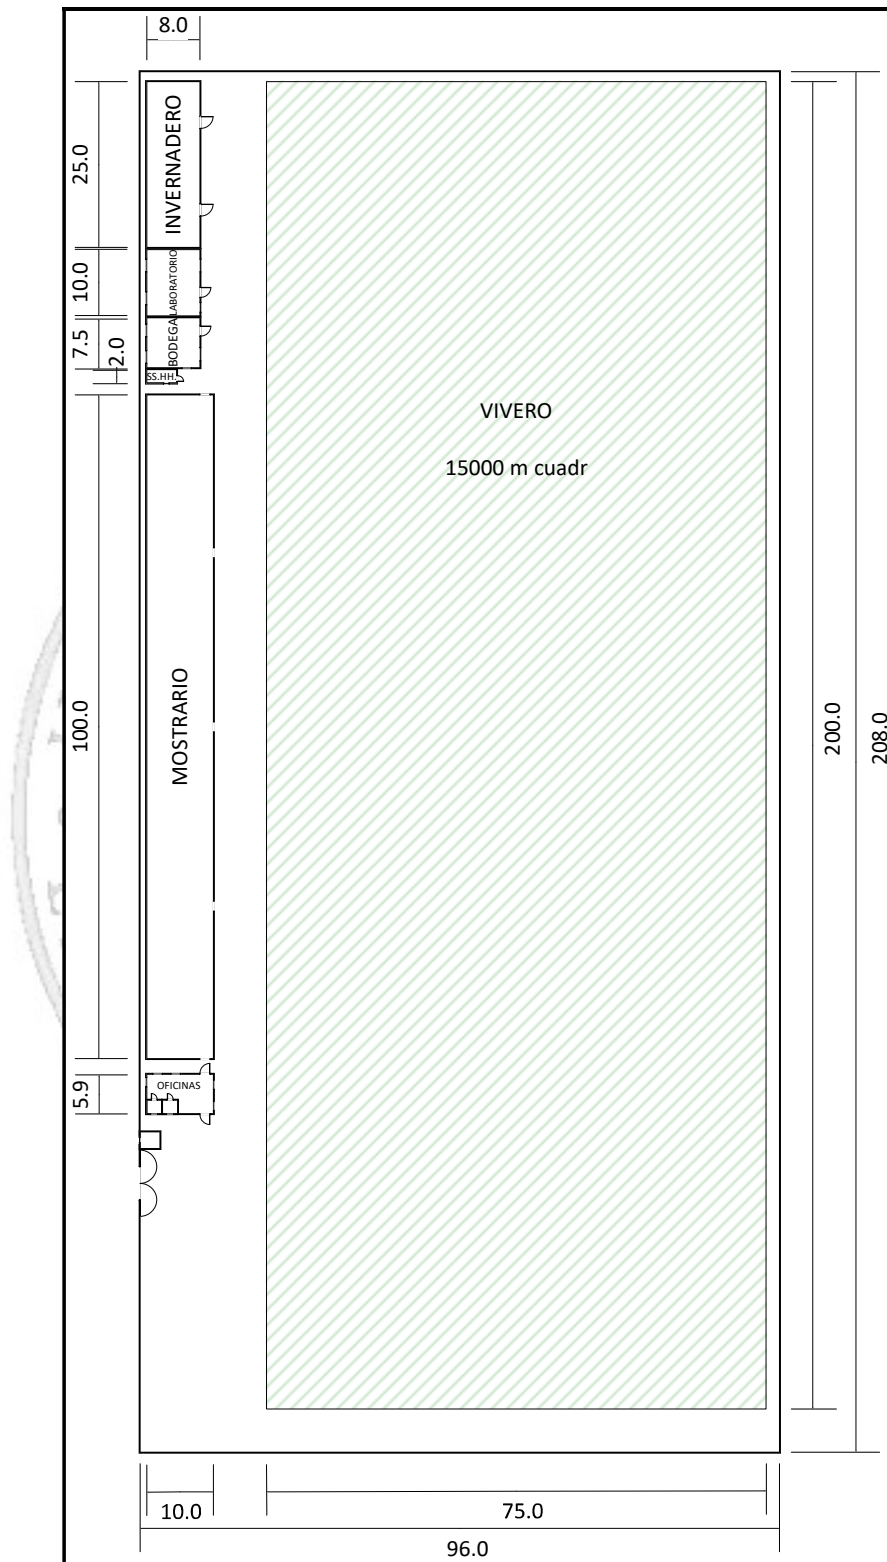 8.0
INVERNADERO
25.0
LABORATORIO
10.0
BODEGA
7.5
2.0
SS.HH.
VIVERO
15000 m cuadr
MOSTRARIO
100.0
200.0
208.0
OFICINAS
5.9
10.0
75.0
96.0